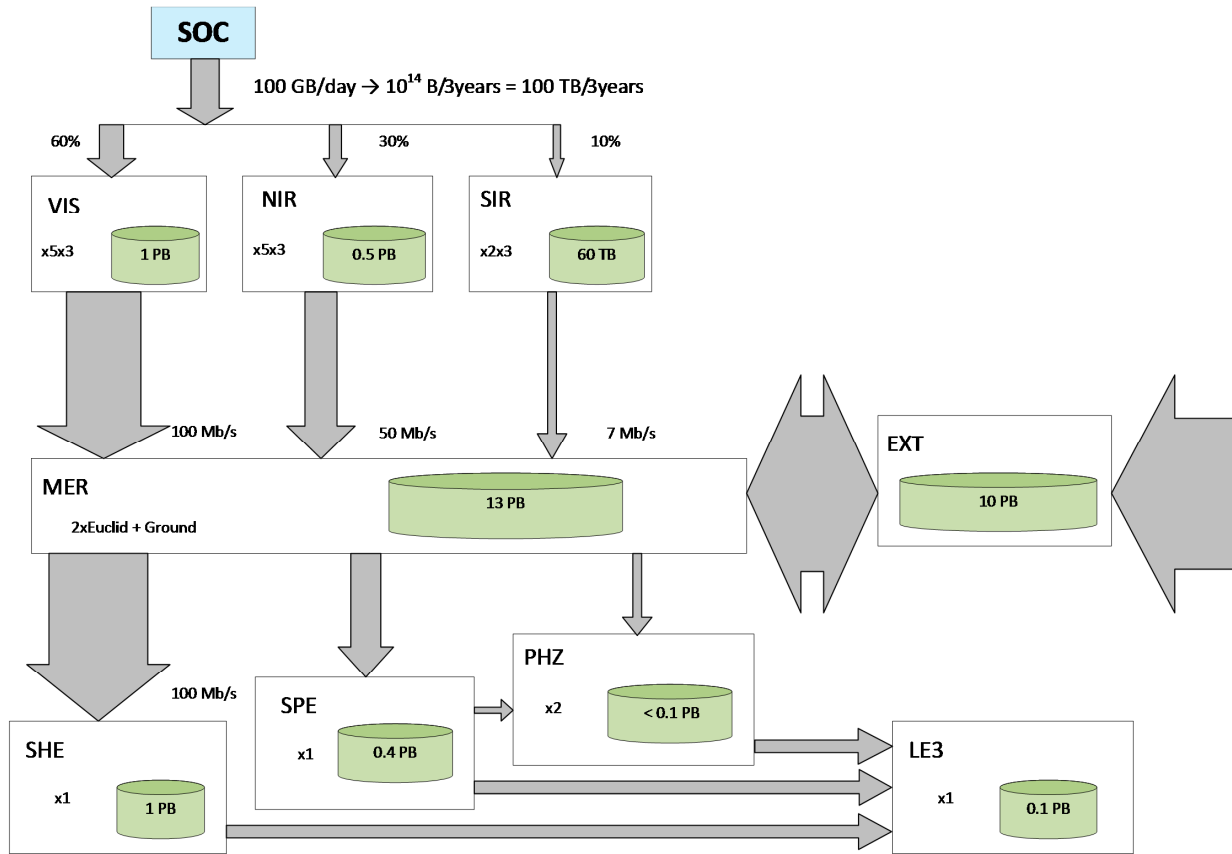 SOC
100 GB/day → 10¹⁴ B/3years = 100 TB/3years
60%
30%
10%
VIS
x5x3
1 PB
NIR
x5x3
0.5 PB
SIR
x2x3
60 TB
100 Mb/s
50 Mb/s
7 Mb/s
MER
2xEuclid + Ground
13 PB
EXT
10 PB
100 Mb/s
SHE
x1
1 PB
SPE
x1
0.4 PB
PHZ
x2
< 0.1 PB
LE3
x1
0.1 PB